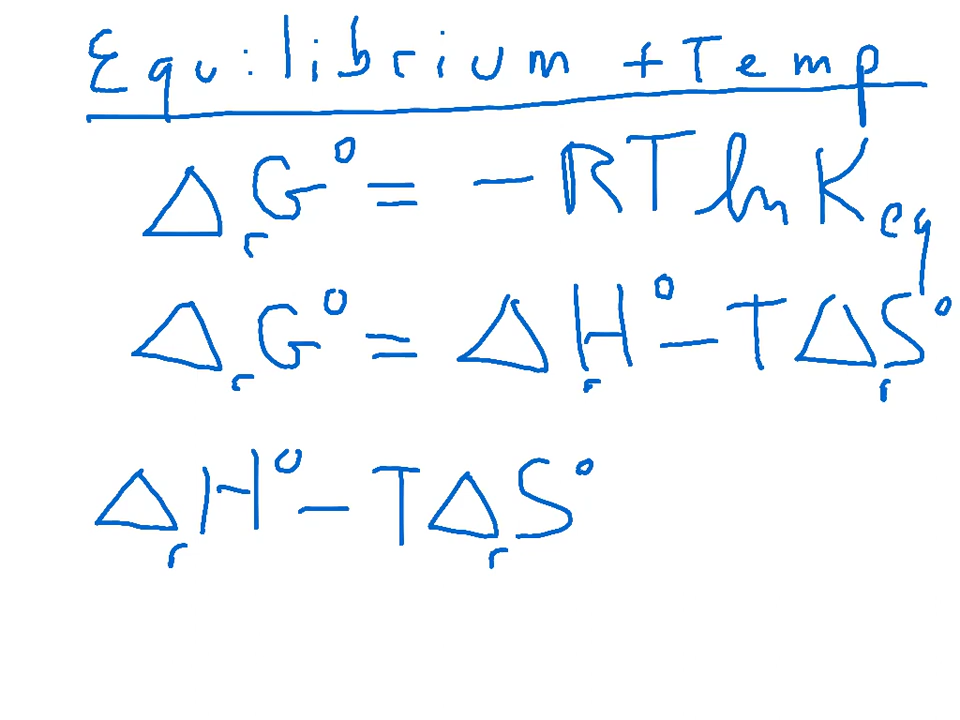 Equilibrium + Temp
ΔrG° = -RT ln Keq
ΔrG° = ΔrH° - TΔrS°
ΔrH° - TΔrS°